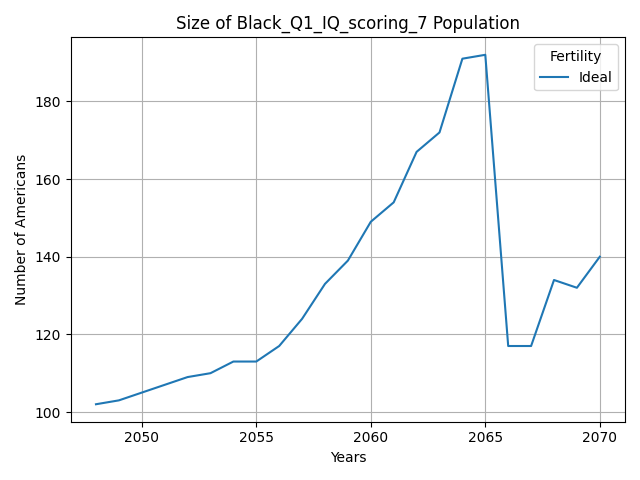 Size of Black_Q1_IQ_scoring_7 Population
Fertility
Ideal
Number of Americans
180
160
140
120
100
2050 2055 2060 2065 2070
Years